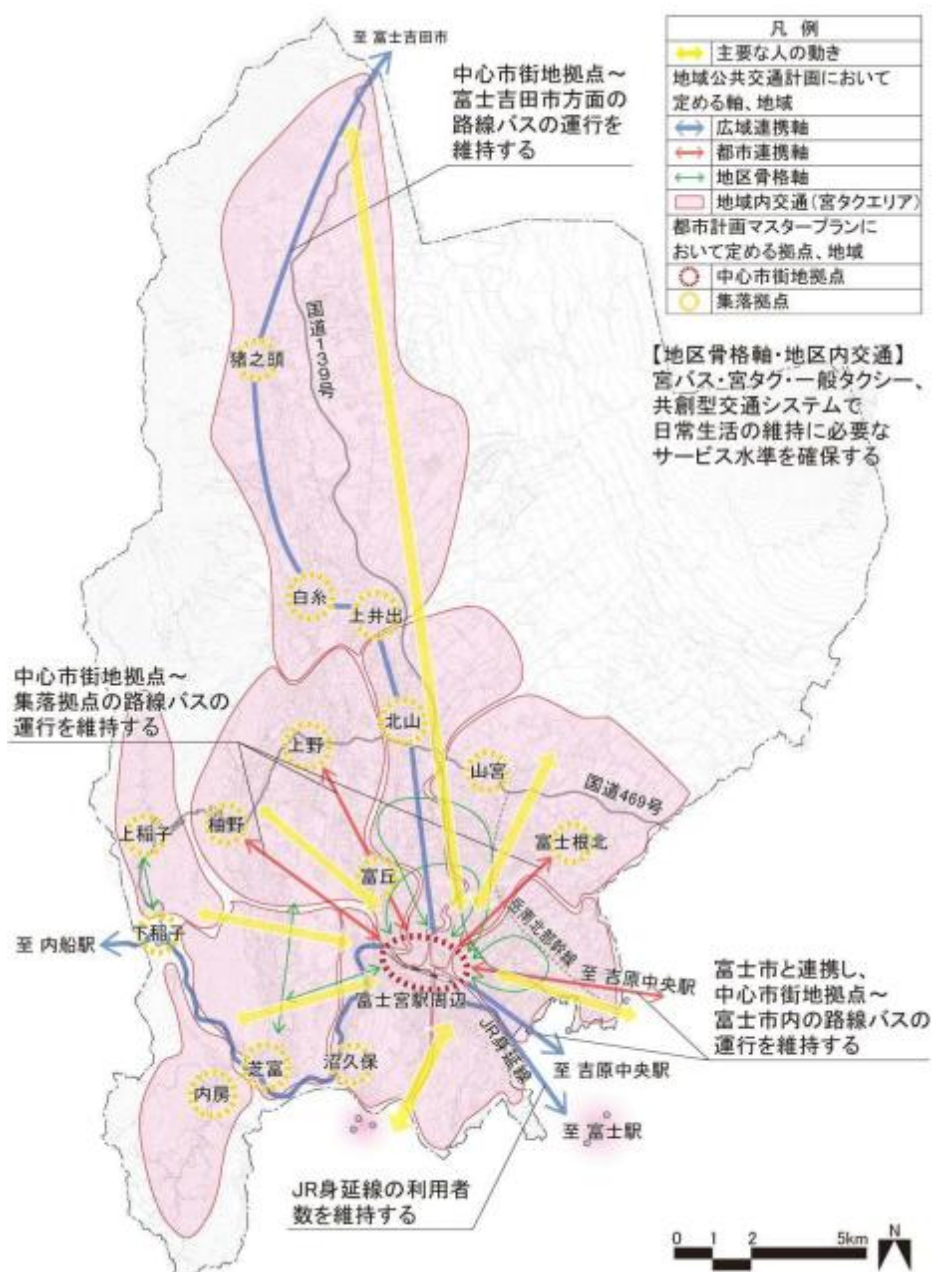 至 富士吉田市
中心市街地拠点～
富士吉田市方面の
路線バスの運行を
維持する
凡 例
主要な人の動き
地域公共交通計画において
定める軸、地域
広域連携軸
都市連携軸
地区骨格軸
地域内交通(宮タクエリア)
都市計画マスタープランに
おいて定める拠点、地域
中心市街地拠点
集落拠点
【地区骨格軸・地区内交通】
宮バス・宮タク・一般タクシー、
共創型交通システムで
日常生活の維持に必要な
サービス水準を確保する
国道139号
猪之頭
白糸
上井出
中心市街地拠点～
集落拠点の路線バスの
運行を維持する
北山
上野
山宮
国道469号
上稲子
柚野
富士根北
富丘
岳南北部幹線
下稲子
至 内船駅
至 吉原中央駅
富士宮駅周辺
富士市と連携し、
中心市街地拠点～
富士市内の路線バスの
運行を維持する
JR身延線
芝富
沼久保
至 吉原中央駅
内房
至 富士駅
JR身延線の利用者
数を維持する
0 1 2 5km
N